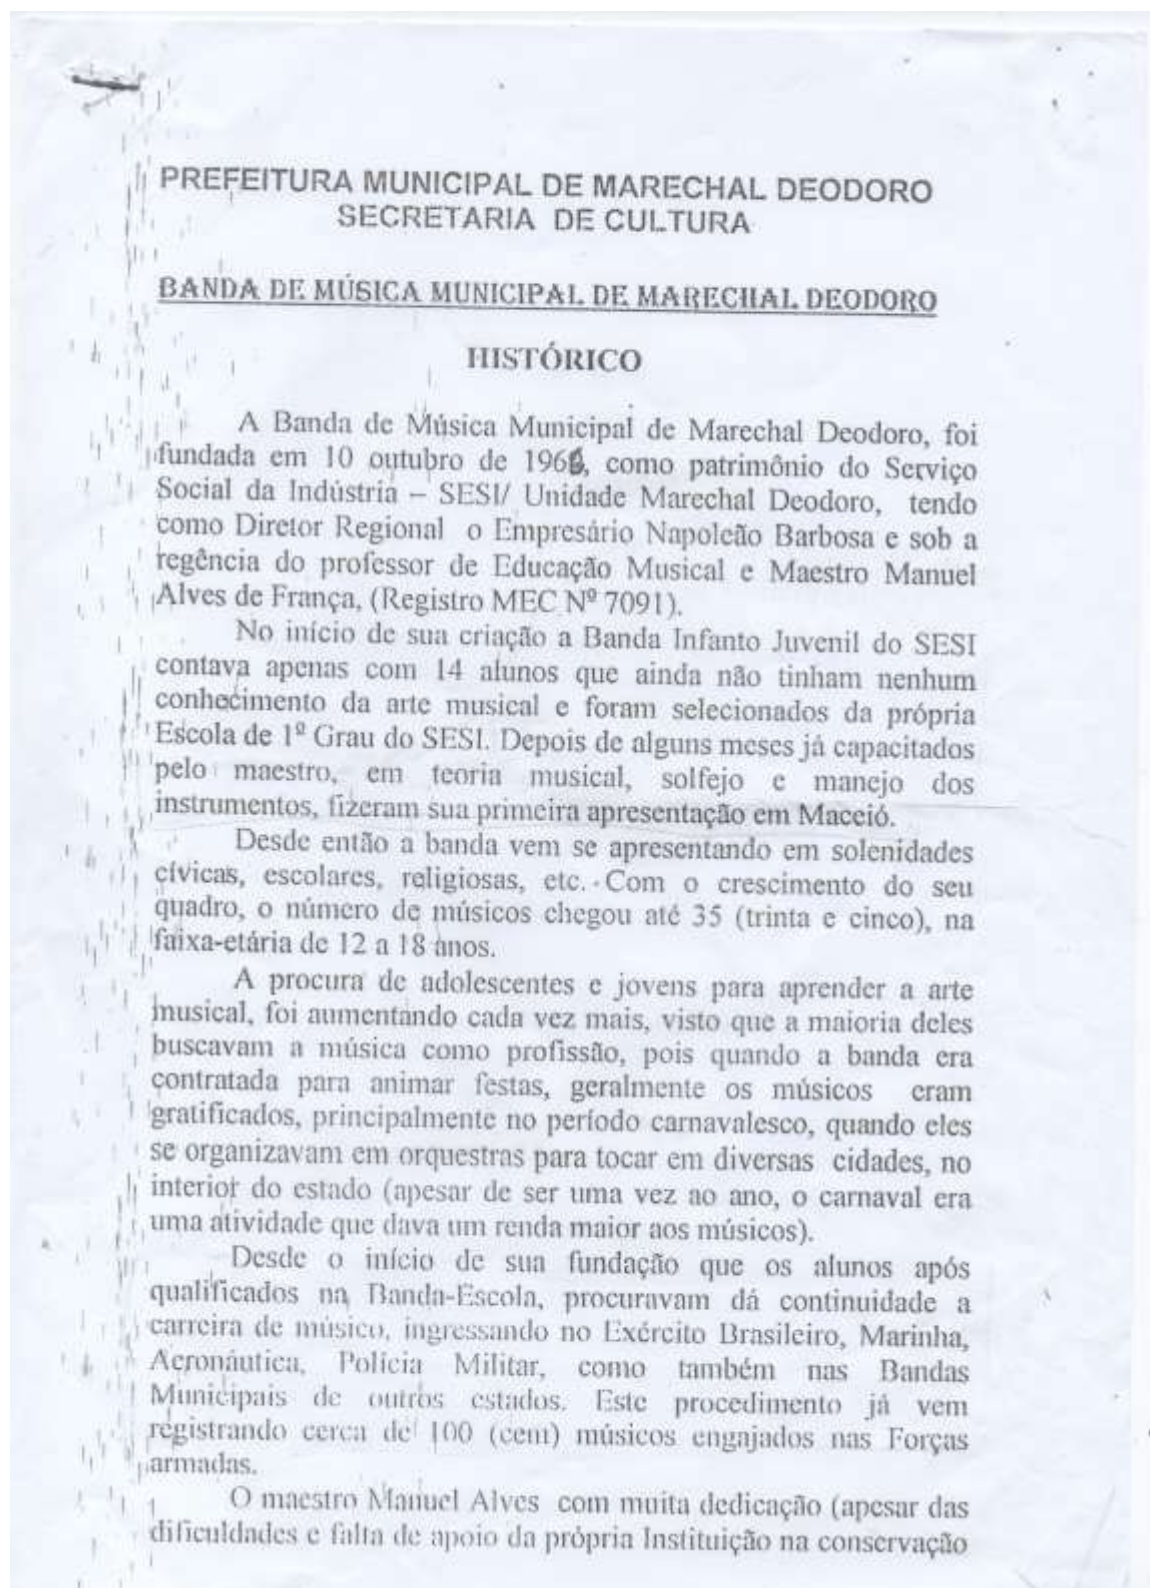 PREFEITURA MUNICIPAL DE MARECHAL DEODORO
SECRETARIA DE CULTURA
BANDA DE MÚSICA MUNICIPAL DE MARECHAL DEODORO
HISTÓRICO
A Banda de Música Municipal de Marechal Deodoro, foi
fundada em 10 outubro de 1966, como patrimônio do Serviço
Social da Indústria – SESI/ Unidade Marechal Deodoro, tendo
como Diretor Regional o Empresário Napoleão Barbosa e sob a
regência do professor de Educação Musical e Maestro Manuel
Alves de França, (Registro MEC Nº 7091).
No início de sua criação a Banda Infanto Juvenil do SESI
contava apenas com 14 alunos que ainda não tinham nenhum
conhecimento da arte musical e foram selecionados da própria
Escola de 1º Grau do SESI. Depois de alguns meses já capacitados
pelo maestro, em teoria musical, solfejo e manejo dos
instrumentos, fizeram sua primeira apresentação em Maceió.
Desde então a banda vem se apresentando em solenidades
cívicas, escolares, religiosas, etc. Com o crescimento do seu
quadro, o número de músicos chegou até 35 (trinta e cinco), na
faixa-etária de 12 a 18 anos.
A procura de adolescentes e jovens para aprender a arte
musical, foi aumentando cada vez mais, visto que a maioria deles
buscavam a música como profissão, pois quando a banda era
contratada para animar festas, geralmente os músicos eram
gratificados, principalmente no período carnavalesco, quando eles
se organizavam em orquestras para tocar em diversas cidades, no
interior do estado (apesar de ser uma vez ao ano, o carnaval era
uma atividade que dava um renda maior aos músicos).
Desde o início de sua fundação que os alunos após
qualificados na Banda-Escola, procuravam dá continuidade a
carreira de músico, ingressando no Exército Brasileiro, Marinha,
Aeronáutica, Polícia Militar, como também nas Bandas
Municipais de outros estados. Este procedimento já vem
registrando cerca de 100 (cem) músicos engajados nas Forças
armadas.
O maestro Manuel Alves com muita dedicação (apesar das
dificuldades e falta de apoio da própria Instituição na conservação